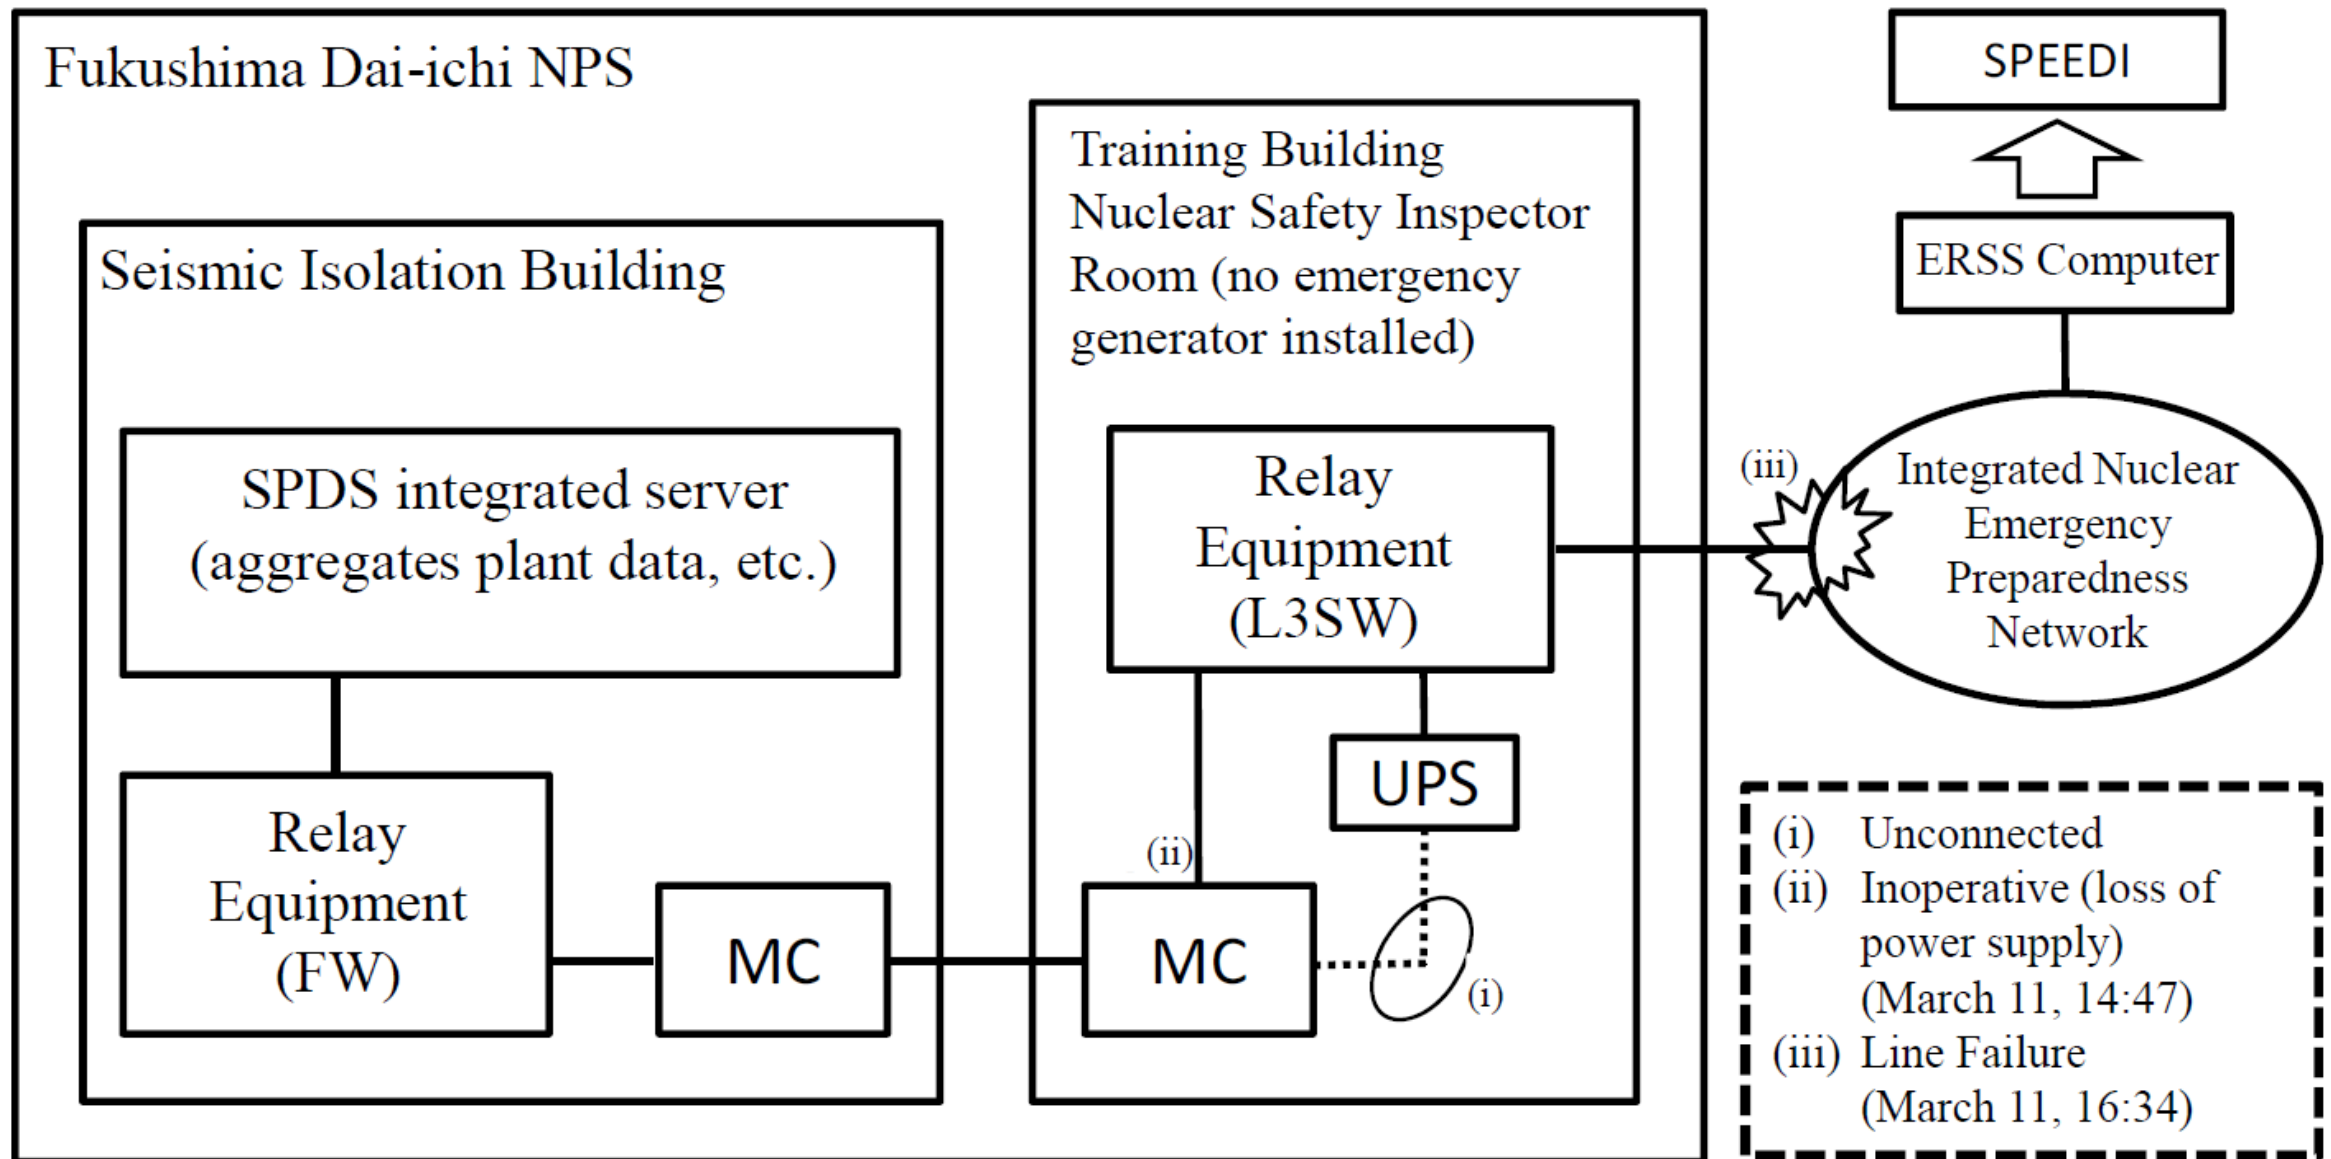 Fukushima Dai-ichi NPS
Seismic Isolation Building
SPDS integrated server
(aggregates plant data, etc.)
Relay
Equipment
(FW)
MC
Training Building
Nuclear Safety Inspector
Room (no emergency
generator installed)
Relay
Equipment
(L3SW)
UPS
(ii)
MC
(i)
SPEEDI
ERSS Computer
(iii)
Integrated Nuclear
Emergency
Preparedness
Network
(i) Unconnected
(ii) Inoperative (loss of
power supply)
(March 11, 14:47)
(iii) Line Failure
(March 11, 16:34)